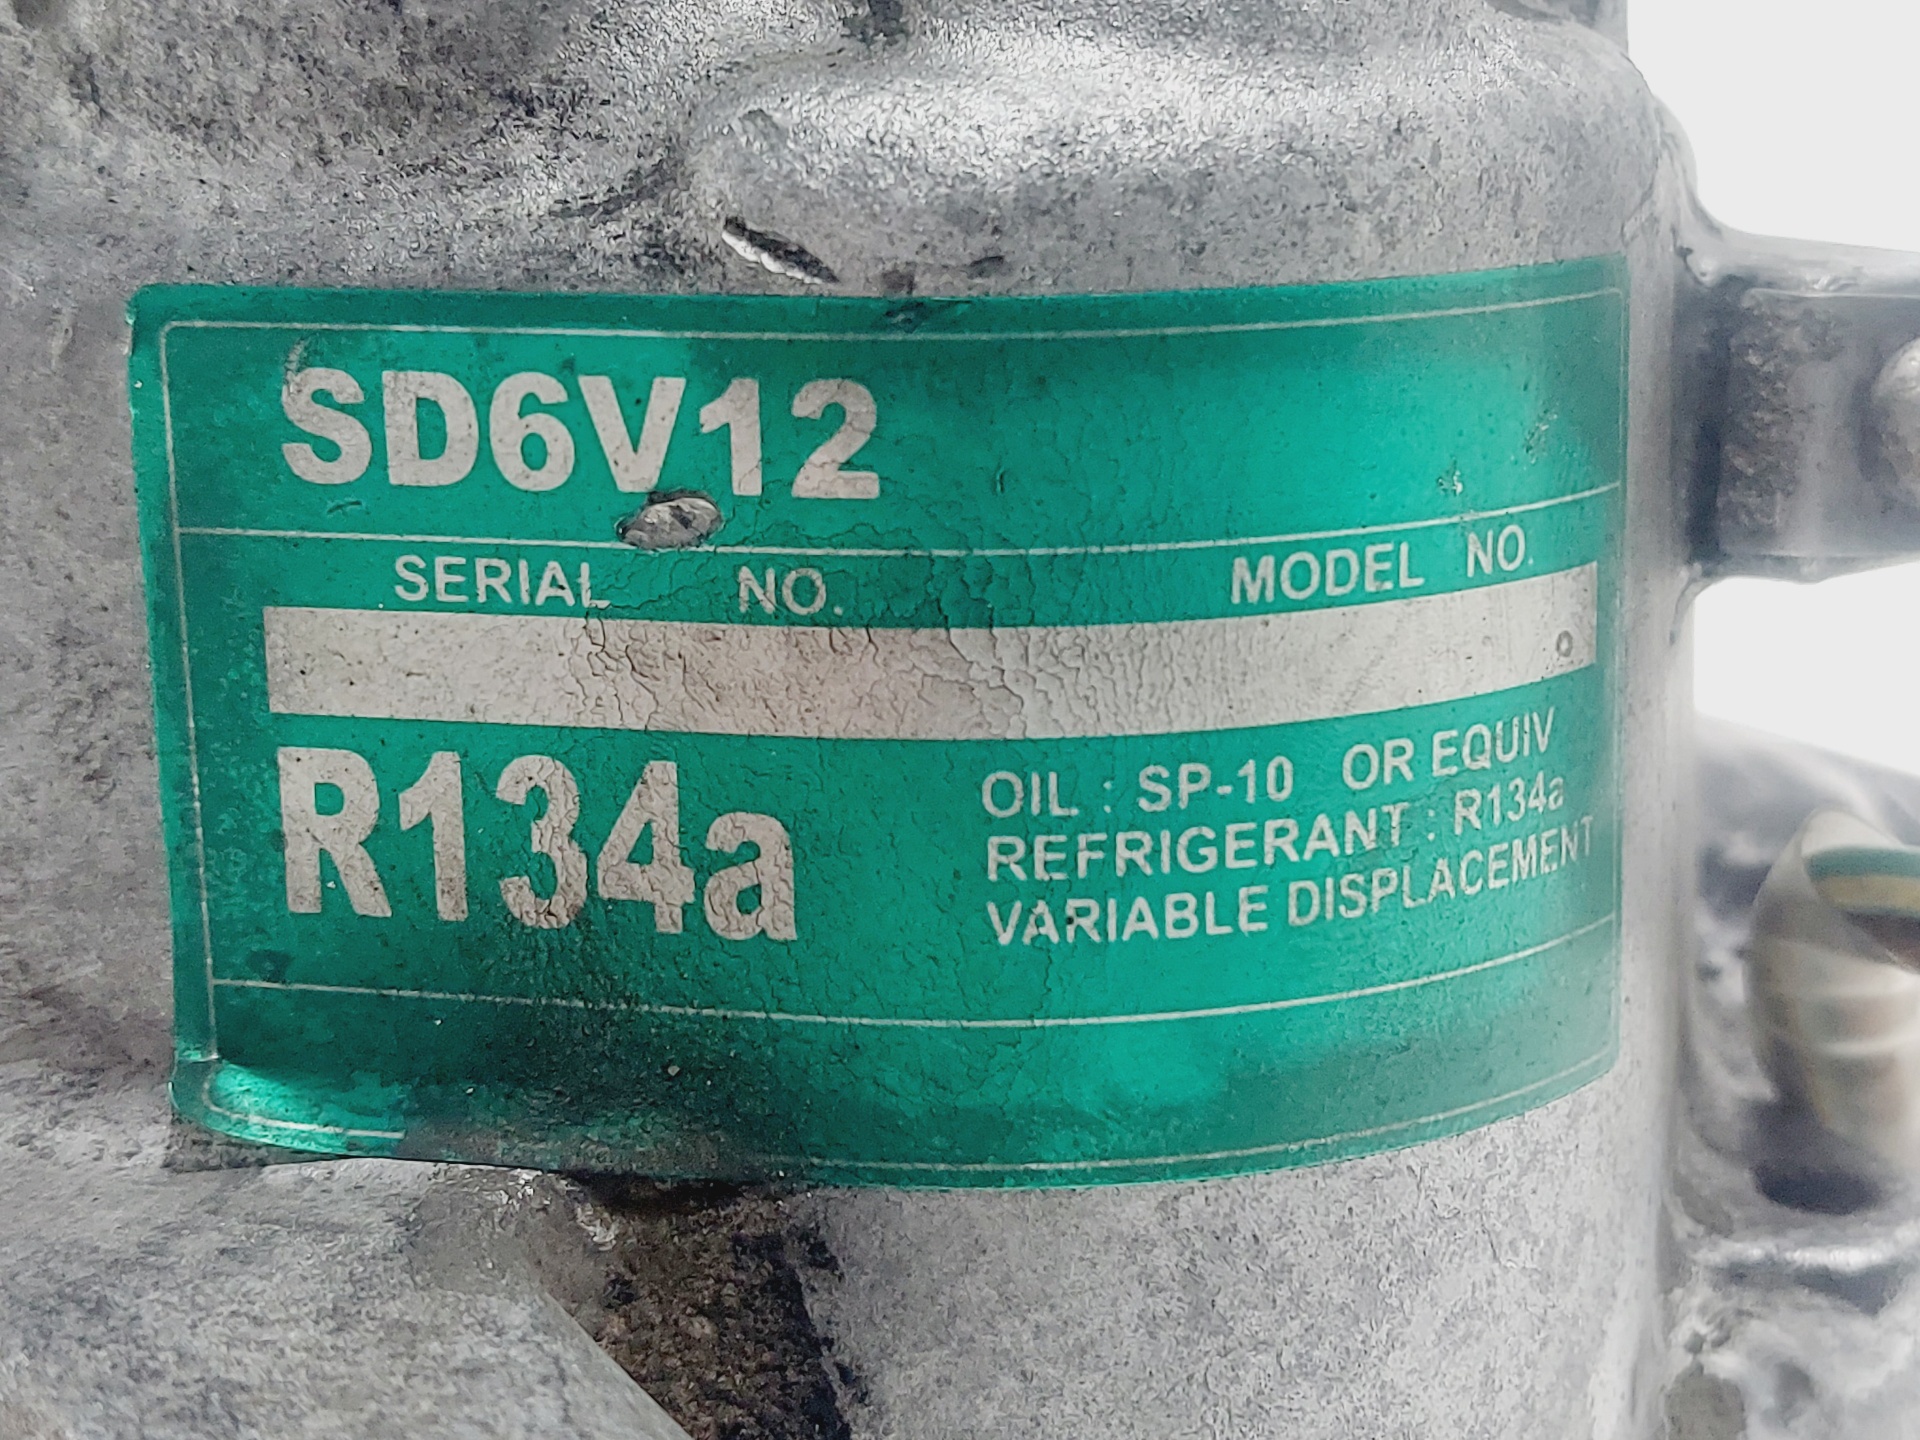 SD6V12
SERIAL NO. MODEL NO.
R134a
OIL : SP-10 OR EQUIV
REFRIGERANT : R134a
VARIABLE DISPLACEMENT